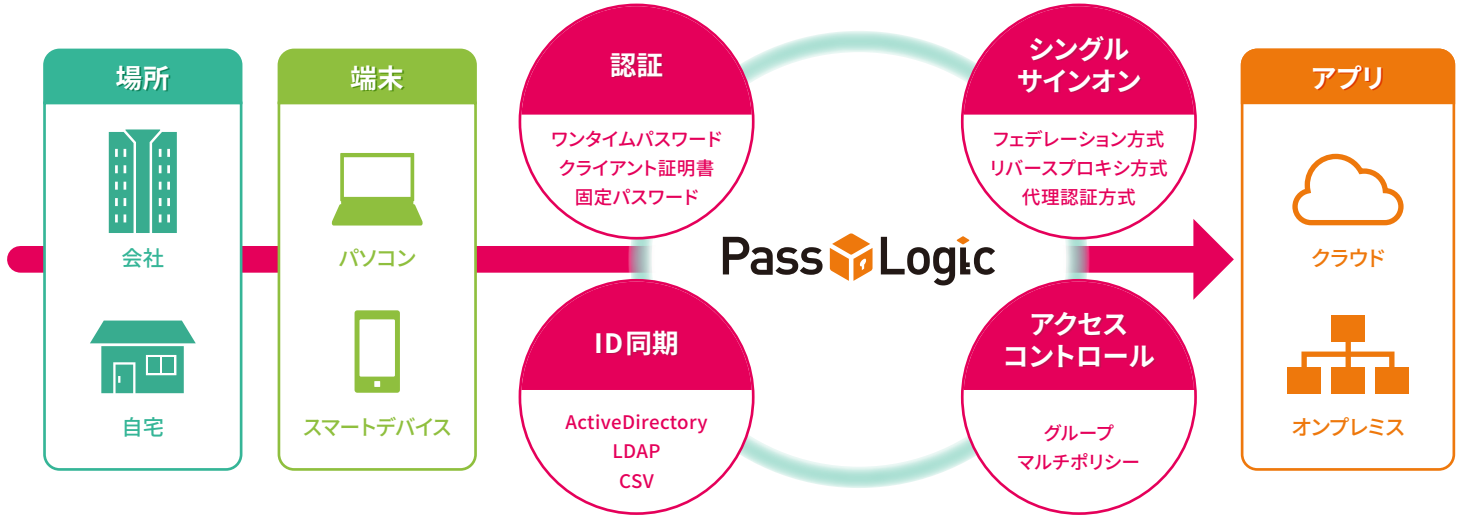 場所
会社
自宅
端末
パソコン
スマートデバイス
認証
ワンタイムパスワード
クライアント証明書
固定パスワード
ID同期
ActiveDirectory
LDAP
CSV
PassLogic
シングル
サインオン
フェデレーション方式
リバースプロキシ方式
代理認証方式
アクセス
コントロール
グループ
マルチポリシー
アプリ
クラウド
オンプレミス